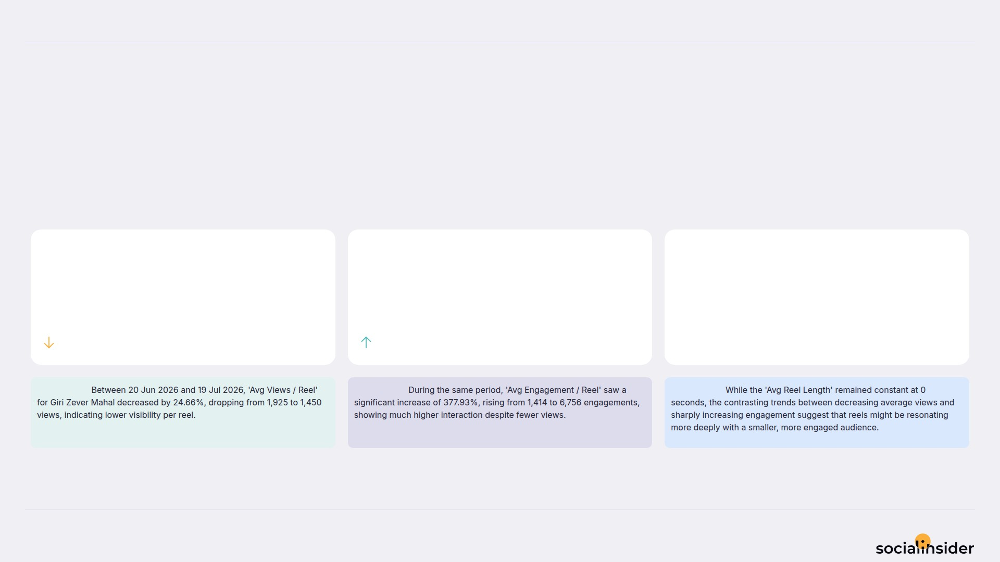 Between 20 Jun 2026 and 19 Jul 2026, 'Avg Views / Reel'
for Giri Zever Mahal decreased by 24.66%, dropping from 1,925 to 1,450
views, indicating lower visibility per reel.
During the same period, 'Avg Engagement / Reel' saw a
significant increase of 377.93%, rising from 1,414 to 6,756 engagements,
showing much higher interaction despite fewer views.
While the 'Avg Reel Length' remained constant at 0
seconds, the contrasting trends between decreasing average views and
sharply increasing engagement suggest that reels might be resonating
more deeply with a smaller, more engaged audience.
socialinsider